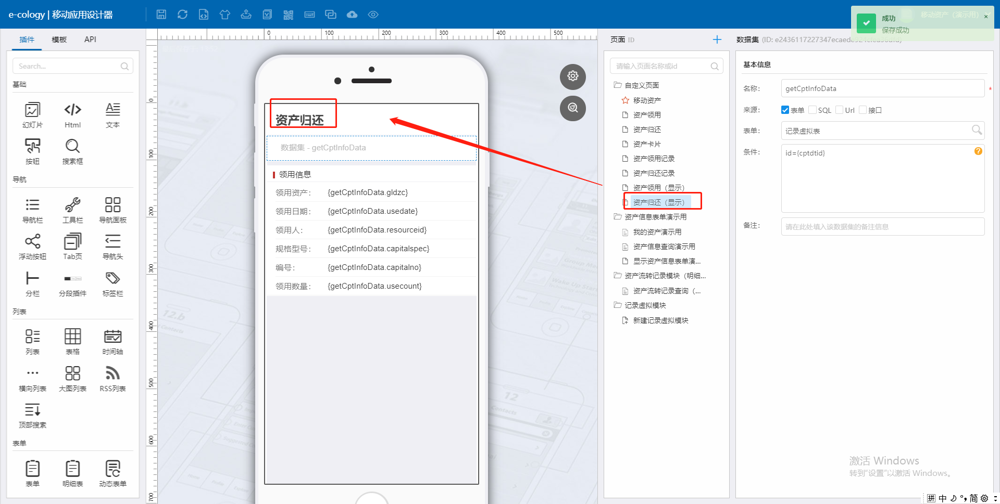 e-cology | 移动应用设计器
移动资产（演示用）
成功
保存成功
插件
模板
API
Search...
基础
幻灯片
Html
文本
按钮
搜索框
导航
导航栏
工具栏
导航面板
浮动按钮
Tab页
导航头
分栏
分段插件
标签栏
列表
列表
表格
时间轴
横向列表
大图列表
RSS列表
顶部搜索
表单
表单
明细表
动态表单
0
100
200
300
400
500
0
100
200
300
400
500
600
700
资产归还
数据集 - getCptInfoData
领用信息
领用资产：
{getCptInfoData.gldzc}
领用日期：
{getCptInfoData.usedate}
领用人：
{getCptInfoData.resourceid}
规格型号：
{getCptInfoData.capitalspec}
编号：
{getCptInfoData.capitalno}
领用数量：
{getCptInfoData.usecount}
页面 ID
请输入页面名称或id
自定义页面
移动资产
资产领用
资产归还
资产卡片
资产领用记录
资产归还记录
资产领用（显示）
资产归还（显示）
资产信息表单演示用
我的资产演示用
资产信息查询演示用
显示资产信息表单演...
资产流转记录模块（明细...
资产流转记录查询（...
记录虚拟模块
新建记录虚拟模块
数据集
基本信息
名称：
getCptInfoData
*
来源：
表单
SQL
Url
接口
表单：
记录虚拟表
条件：
id={cptdtid}
备注：
请在此处填入该数据集的备注信息
激活 Windows
转到“设置”以激活 Windows。
拼 中 简